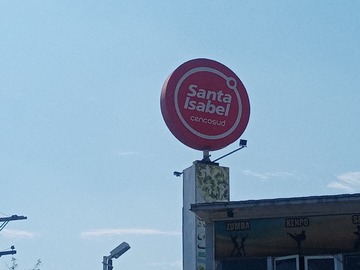 Santa
Isabel
cencosud
ZUMBA
KENPO